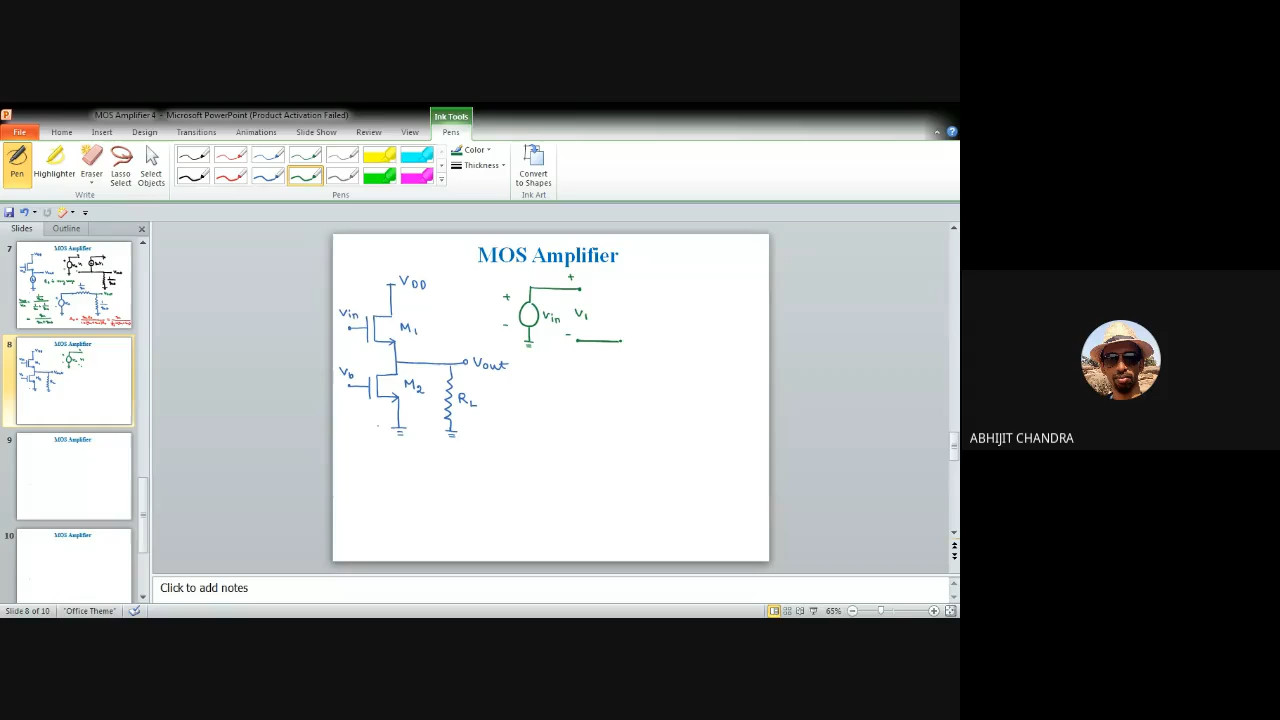 MOS Amplifier 4 - Microsoft PowerPoint (Product Activation Failed)
Ink Tools
File Home Insert Design Transitions Animations Slide Show Review View Pens
Pen Highlighter Eraser Lasso Select Select Objects
Color Thickness
Convert to Shapes
Write Pens Ink Art
Slides Outline
7
MOS Amplifier
8
MOS Amplifier
9
MOS Amplifier
10
MOS Amplifier
MOS Amplifier
VDD
Vin
M1
Vb
M2
Vout
RL
+
-
Vin
+
V1
-
Click to add notes
Slide 8 of 10 "Office Theme" 65%
ABHIJIT CHANDRA